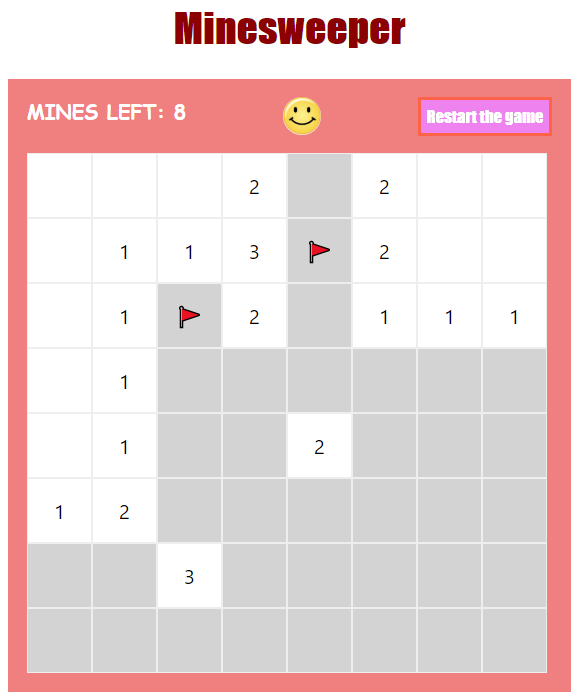 Minesweeper
MINES LEFT: 8
Restart the game
2 2
1 1 3 2
1 2 1 1 1
1
1 2
1 2
3